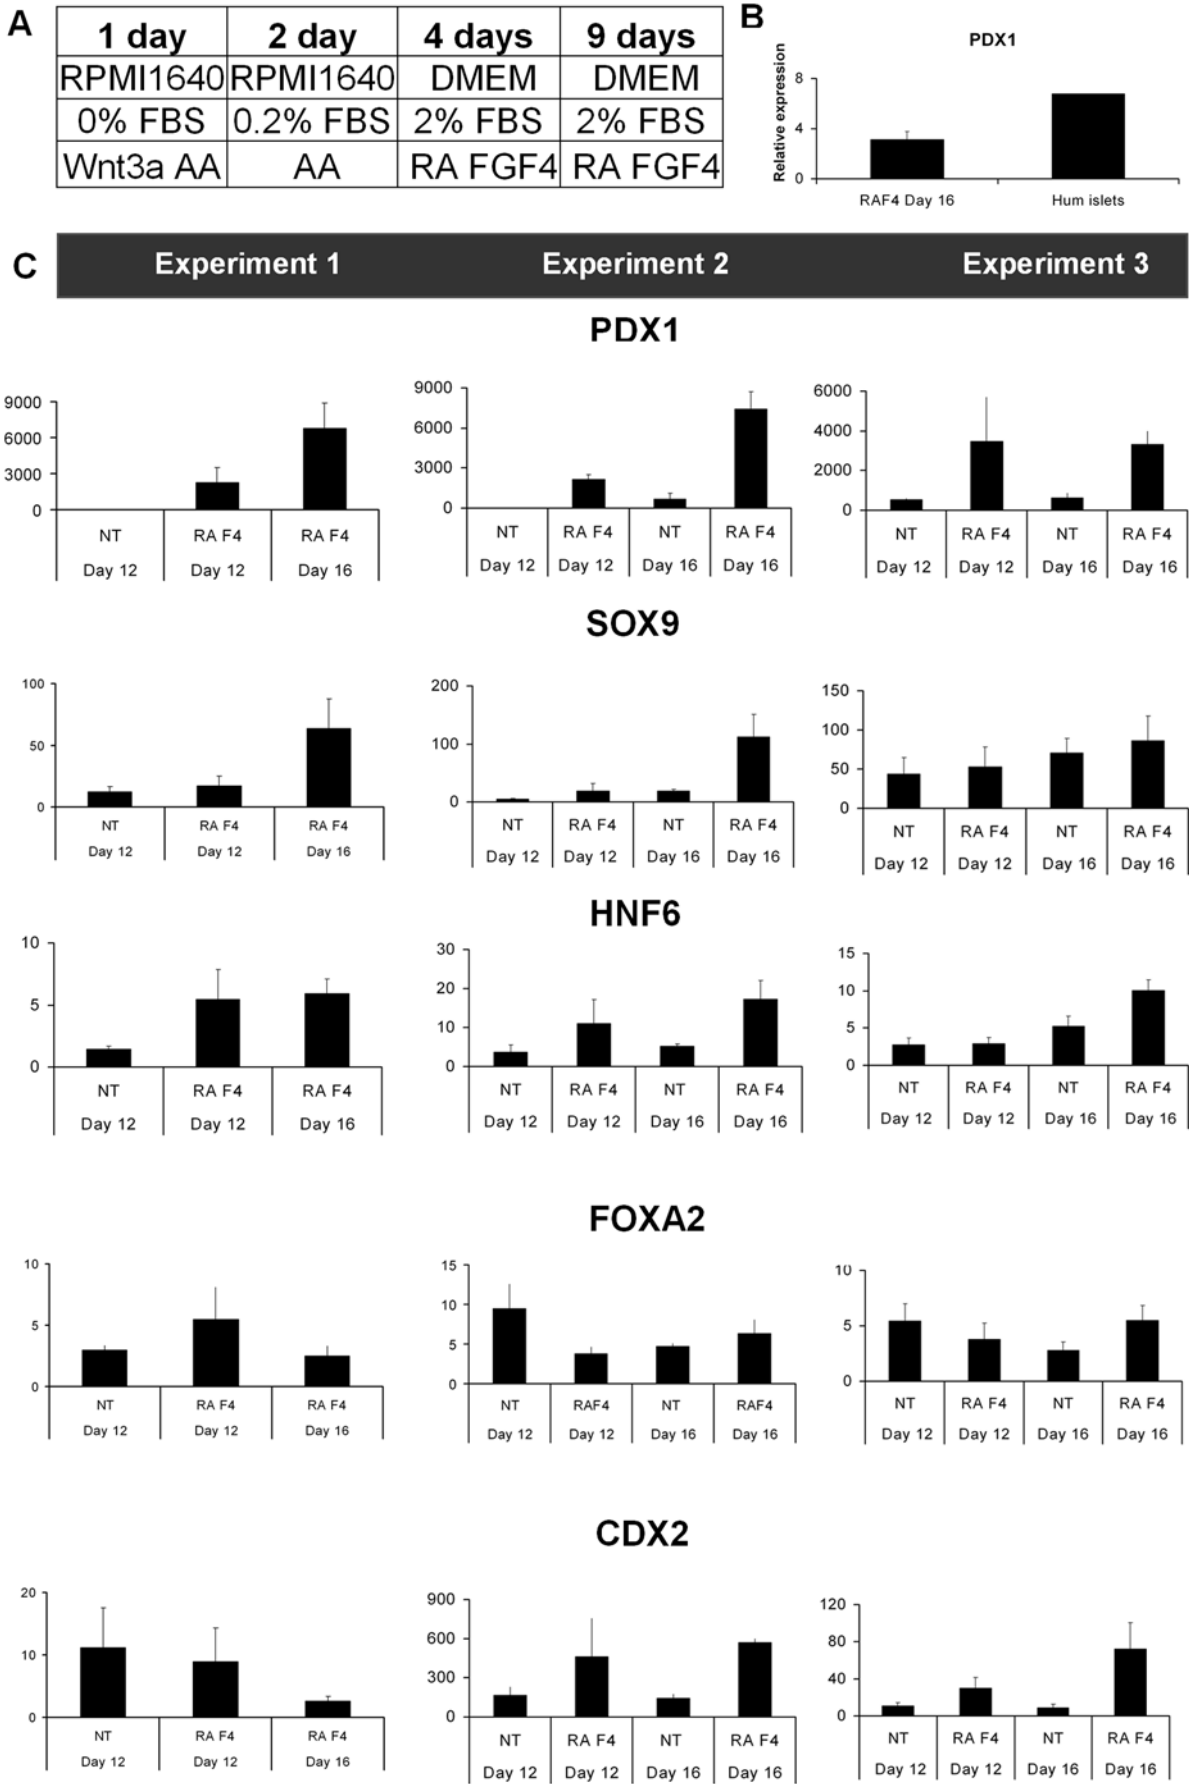 A
1 day 2 day 4 days 9 days
RPMI1640 RPMI1640 DMEM DMEM
0% FBS 0.2% FBS 2% FBS 2% FBS
Wnt3a AA AA RA FGF4 RA FGF4
B
PDX1
Relative expression
8
4
0
RAF4 Day 16 Hum islets
C
Experiment 1 Experiment 2 Experiment 3
PDX1
9000
6000
3000
0
NT RA F4 RA F4
Day 12 Day 12 Day 16
9000
6000
3000
0
NT RA F4 NT RA F4
Day 12 Day 12 Day 16 Day 16
6000
4000
2000
0
NT RA F4 NT RA F4
Day 12 Day 12 Day 16 Day 16
SOX9
100
50
0
NT RA F4 RA F4
Day 12 Day 12 Day 16
200
100
0
NT RA F4 NT RA F4
Day 12 Day 12 Day 16 Day 16
150
100
50
0
NT RA F4 NT RA F4
Day 12 Day 12 Day 16 Day 16
HNF6
10
5
0
NT RA F4 RA F4
Day 12 Day 12 Day 16
30
20
10
0
NT RA F4 NT RA F4
Day 12 Day 12 Day 16 Day 16
15
10
5
0
NT RA F4 NT RA F4
Day 12 Day 12 Day 16 Day 16
FOXA2
10
5
0
NT RA F4 RA F4
Day 12 Day 12 Day 16
15
10
5
0
NT RAF4 NT RAF4
Day 12 Day 12 Day 16 Day 16
10
5
0
NT RA F4 NT RA F4
Day 12 Day 12 Day 16 Day 16
CDX2
20
10
0
NT RA F4 RA F4
Day 12 Day 12 Day 16
900
600
300
0
NT RA F4 NT RA F4
Day 12 Day 12 Day 16 Day 16
120
80
40
0
NT RA F4 NT RA F4
Day 12 Day 12 Day 16 Day 16